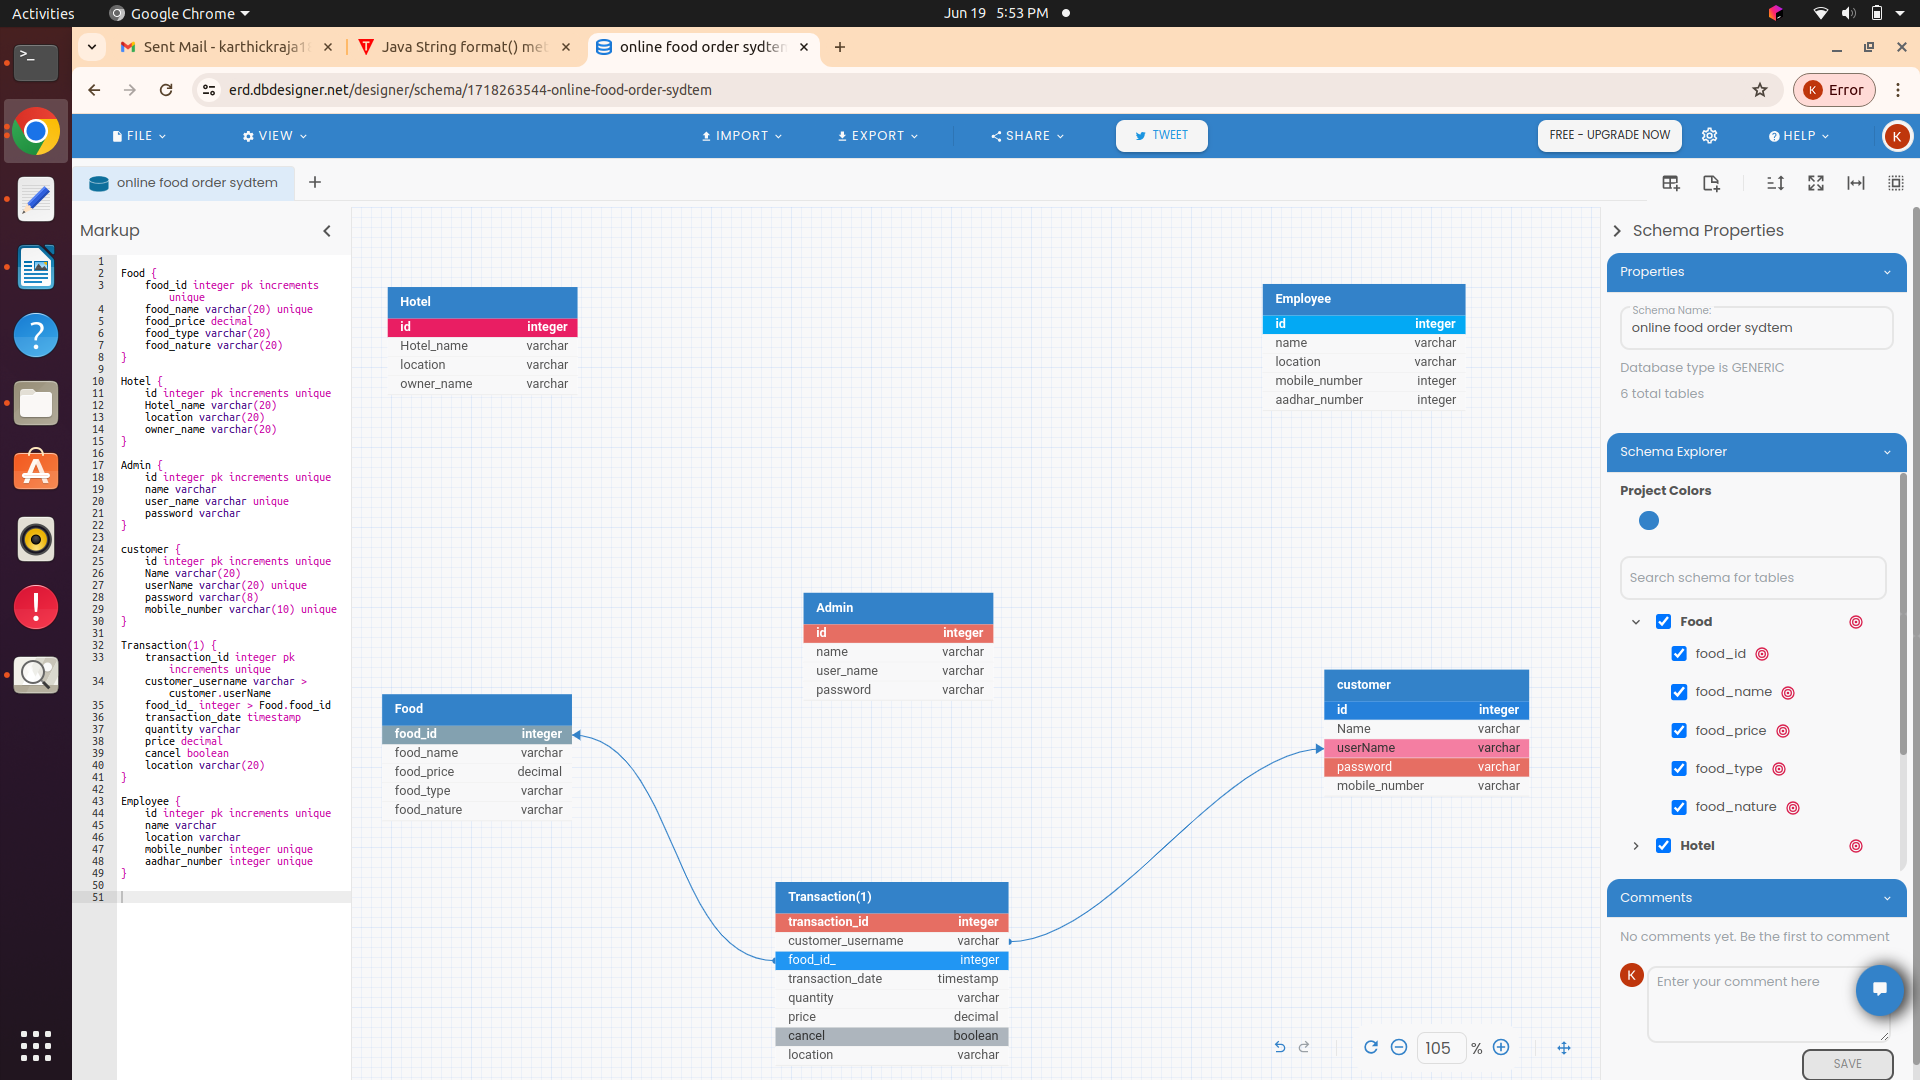 Activities
Google Chrome
Jun 19 5:53 PM
Sent Mail - karthickraja1
Java String format() met
online food order sydtem
erd.dbdesigner.net/designer/schema/1718263544-online-food-order-sydtem
K Error
FILE
VIEW
IMPORT
EXPORT
SHARE
TWEET
FREE - UPGRADE NOW
HELP
K
online food order sydtem
Markup
1
2 Food {
3 food_id integer pk increments
unique
4 food_name varchar(20) unique
5 food_price decimal
6 food_type varchar(20)
7 food_nature varchar(20)
8 }
9
10 Hotel {
11 id integer pk increments unique
12 Hotel_name varchar(20)
13 location varchar(20)
14 owner_name varchar(20)
15 }
16
17 Admin {
18 id integer pk increments unique
19 name varchar
20 user_name varchar unique
21 password varchar
22 }
23
24 customer {
25 id integer pk increments unique
26 Name varchar(20)
27 userName varchar(20) unique
28 password varchar(8)
29 mobile_number varchar(10) unique
30 }
31
32 Transaction(1) {
33 transaction_id integer pk
increments unique
34 customer_username varchar >
customer.userName
35 food_id_ integer > Food.food_id
36 transaction_date timestamp
37 quantity varchar
38 price decimal
39 cancel boolean
40 location varchar(20)
41 }
42
43 Employee {
44 id integer pk increments unique
45 name varchar
46 location varchar
47 mobile_number integer unique
48 aadhar_number integer unique
49 }
50
51
Hotel
id integer
Hotel_name varchar
location varchar
owner_name varchar
Employee
id integer
name varchar
location varchar
mobile_number integer
aadhar_number integer
Admin
id integer
name varchar
user_name varchar
password varchar
Food
food_id integer
food_name varchar
food_price decimal
food_type varchar
food_nature varchar
customer
id integer
Name varchar
userName varchar
password varchar
mobile_number varchar
Transaction(1)
transaction_id integer
customer_username varchar
food_id_ integer
transaction_date timestamp
quantity varchar
price decimal
cancel boolean
location varchar
105 %
Schema Properties
Properties
Schema Name:
online food order sydtem
Database type is GENERIC
6 total tables
Schema Explorer
Project Colors
Search schema for tables
Food
food_id
food_name
food_price
food_type
food_nature
Hotel
Comments
No comments yet. Be the first to comment
K
Enter your comment here
SAVE